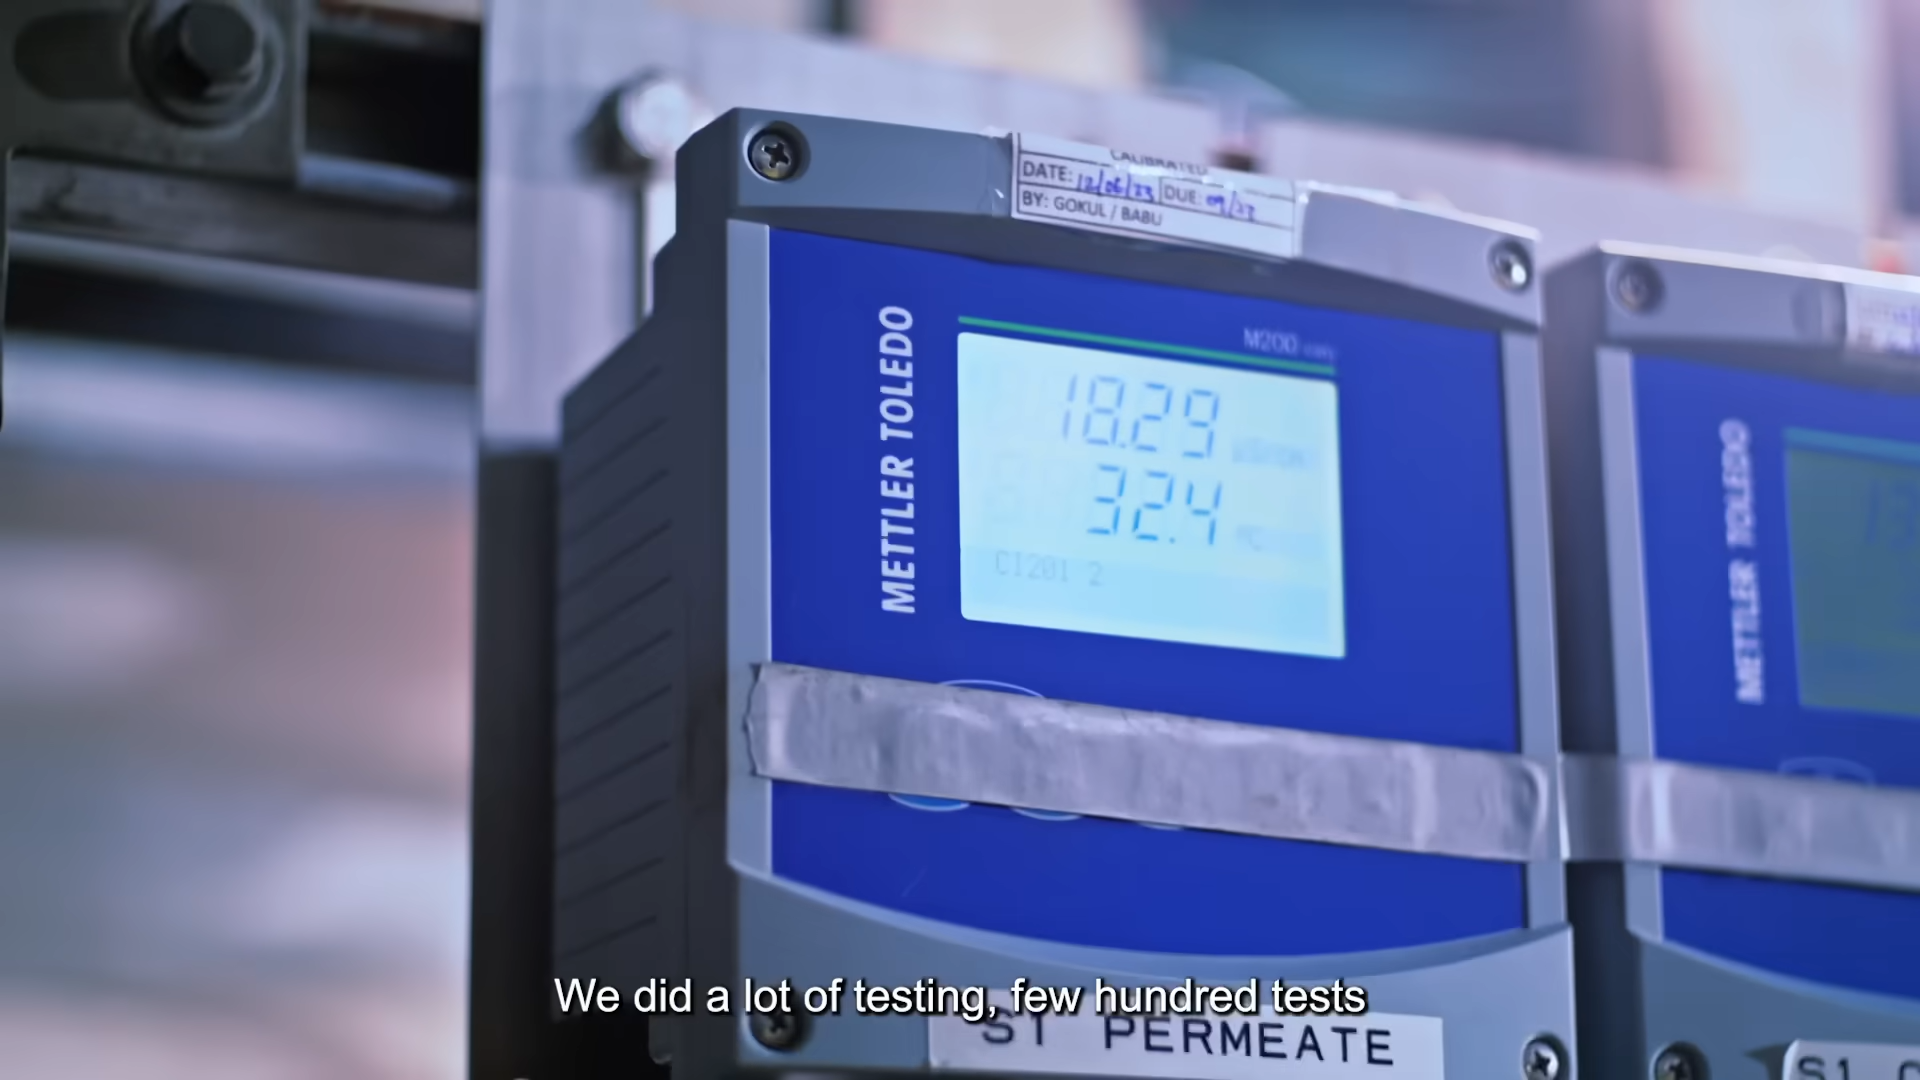 CALIBRATED
DATE: 12/06/23 DUE: 09/23
BY: GOKUL / BABU
METTLER TOLEDO
M200
18.29
32.4 °C
CI201 2
METTLER TOLEDO
We did a lot of testing, few hundred tests
S1 PERMEATE
S1